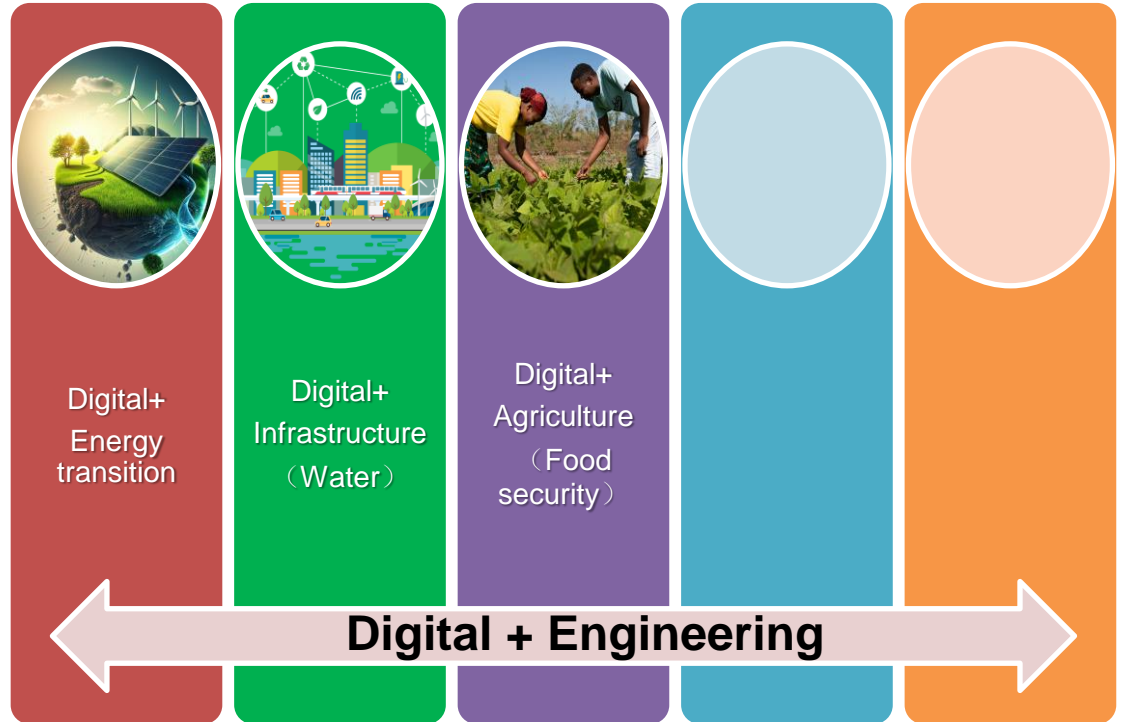 Digital+
Energy
transition
Digital+
Infrastructure
（Water）
Digital+
Agriculture
（Food
security）
Digital + Engineering